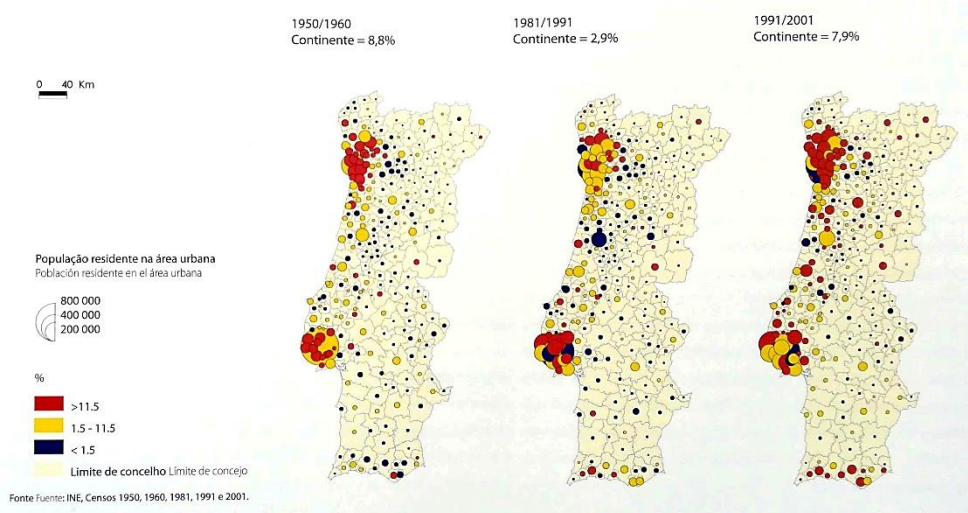 1950/1960
Continente = 8,8%
1981/1991
Continente = 2,9%
1991/2001
Continente = 7,9%
0 40 Km
População residente na área urbana
Población residente en el área urbana
800 000
400 000
200 000
%
>11.5
1.5 - 11.5
< 1.5
Limite de concelho Límite de concejo
Fonte Fuente: INE, Censos 1950, 1960, 1981, 1991 e 2001.